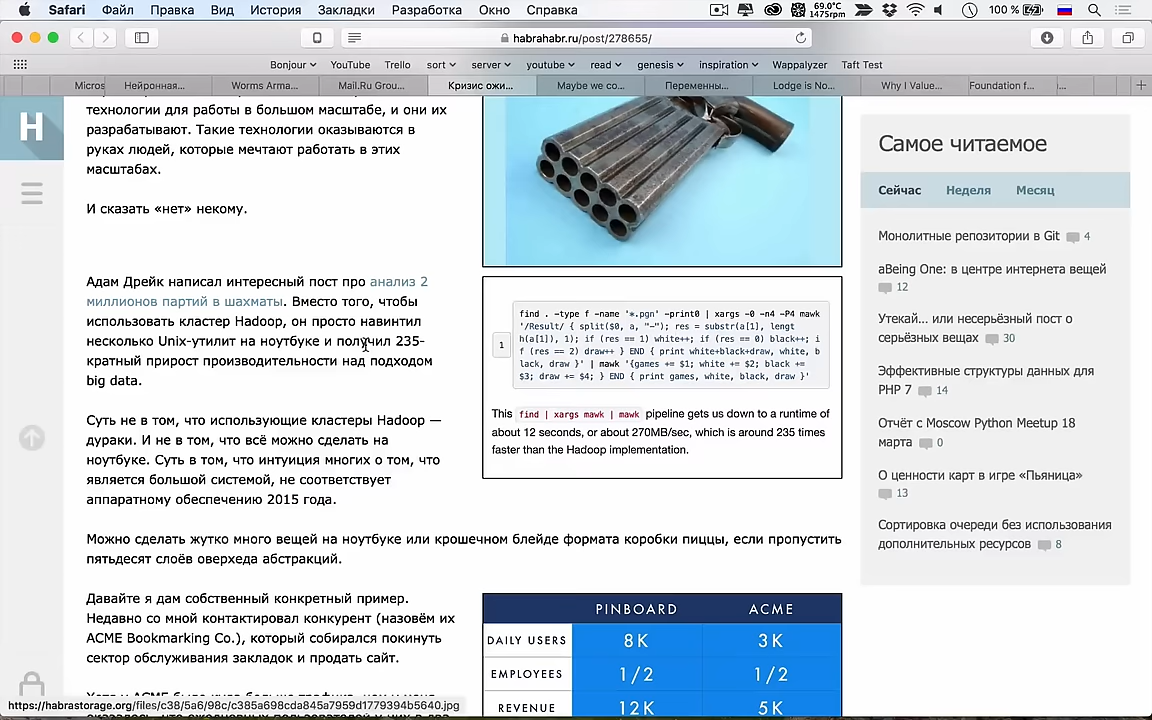 Safari Файл Правка Вид История Закладки Разработка Окно Справка 69.0°C 1475rpm 100 %
habrahabr.ru/post/278655/
Bonjour YouTube Trello sort server youtube read genesis inspiration Wappalyzer Taft Test
Micros Нейронная... Worms Arma... Mail.Ru Grou... Кризис ожи... Maybe we co... Переменны... Lodge is No... Why I Value... Foundation f... ...
H
технологии для работы в большом масштабе, и они их
разрабатывают. Такие технологии оказываются в
руках людей, которые мечтают работать в этих
масштабах.
И сказать «нет» некому.
Адам Дрейк написал интересный пост про анализ 2
миллионов партий в шахматы. Вместо того, чтобы
использовать кластер Hadoop, он просто навинтил
несколько Unix-утилит на ноутбуке и получил 235-
кратный прирост производительности над подходом
big data.
Суть не в том, что использующие кластеры Hadoop —
дураки. И не в том, что всё можно сделать на
ноутбуке. Суть в том, что интуиция многих о том, что
является большой системой, не соответствует
аппаратному обеспечению 2015 года.
1
find . -type f -name '*.pgn' -print0 | xargs -0 -n4 -P4 mawk
'/Result/ { split($0, a, "-"); res = substr(a[1], lengt
h(a[1]), 1); if (res == 1) white++; if (res == 0) black++; i
f (res == 2) draw++ } END { print white+black+draw, white, b
lack, draw }' | mawk '{games += $1; white += $2; black +=
$3; draw += $4; } END { print games, white, black, draw }'
This find | xargs mawk | mawk pipeline gets us down to a runtime of
about 12 seconds, or about 270MB/sec, which is around 235 times
faster than the Hadoop implementation.
Можно сделать жутко много вещей на ноутбуке или крошечном блейде формата коробки пиццы, если пропустить
пятьдесят слоёв оверхеда абстракций.
Давайте я дам собственный конкретный пример.
Недавно со мной контактировал конкурент (назовём их
ACME Bookmarking Co.), который собирался покинуть
сектор обслуживания закладок и продать сайт.
PINBOARD ACME
DAILY USERS 8K 3K
EMPLOYEES 1/2 1/2
REVENUE 12K 5K
https://habrastorage.org/files/c38/5a6/98c/c385a698cda845a7959d1779394b5640.jpg
Самое читаемое
Сейчас Неделя Месяц
Монолитные репозитории в Git 4
aBeing One: в центре интернета вещей
12
Утекай... или несерьёзный пост о
серьёзных вещах 30
Эффективные структуры данных для
PHP 7 14
Отчёт с Moscow Python Meetup 18
марта 0
О ценности карт в игре «Пьяница»
13
Сортировка очереди без использования
дополнительных ресурсов 8